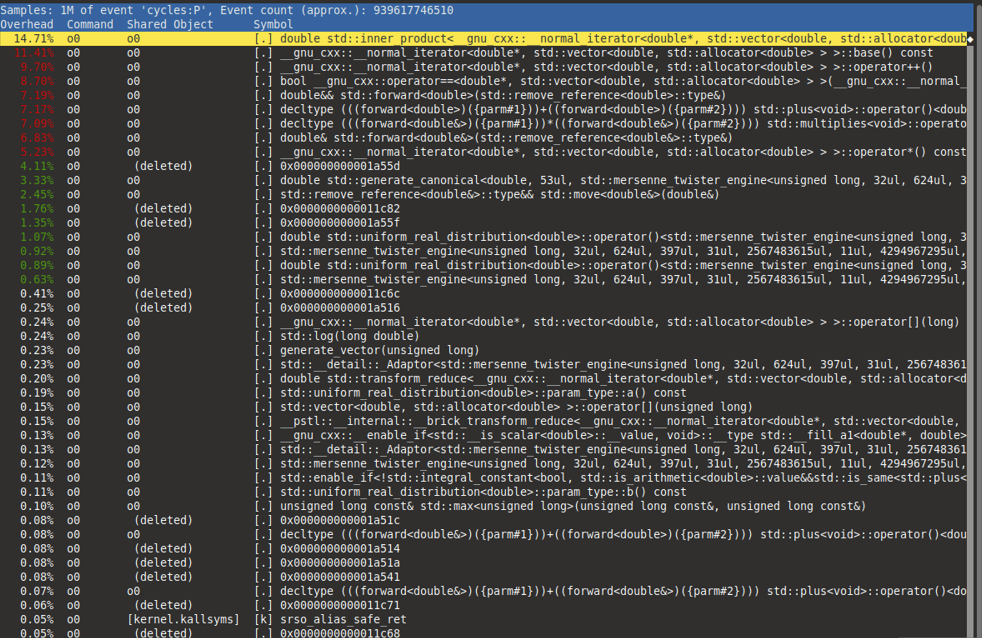 Samples: 1M of event 'cycles:P', Event count (approx.): 939617746510
Overhead  Command  Shared Object      Symbol
14.71%  o0       o0                 [.] double std::inner_product<__gnu_cxx::__normal_iterator<double*, std::vector<double, std::allocator<doub
11.41%  o0       o0                 [.] __gnu_cxx::__normal_iterator<double*, std::vector<double, std::allocator<double> > >::base() const
9.70%  o0       o0                 [.] __gnu_cxx::__normal_iterator<double*, std::vector<double, std::allocator<double> > >::operator++()
8.70%  o0       o0                 [.] bool __gnu_cxx::operator==<double*, std::vector<double, std::allocator<double> > >(__gnu_cxx::__normal_
7.19%  o0       o0                 [.] double&& std::forward<double>(std::remove_reference<double>::type&)
7.17%  o0       o0                 [.] decltype (((forward<double>)({parm#1}))+((forward<double>)({parm#2}))) std::plus<void>::operator()<doub
7.09%  o0       o0                 [.] decltype (((forward<double&>)({parm#1}))*((forward<double&>)({parm#2}))) std::multiplies<void>::operato
6.83%  o0       o0                 [.] double& std::forward<double&>(std::remove_reference<double&>::type&)
5.23%  o0       o0                 [.] __gnu_cxx::__normal_iterator<double*, std::vector<double, std::allocator<double> > >::operator*() const
4.11%  o0        (deleted)         [.] 0x000000000001a55d
3.33%  o0       o0                 [.] double std::generate_canonical<double, 53ul, std::mersenne_twister_engine<unsigned long, 32ul, 624ul, 3
2.45%  o0       o0                 [.] std::remove_reference<double&>::type&& std::move<double&>(double&)
1.76%  o0        (deleted)         [.] 0x0000000000011c82
1.35%  o0        (deleted)         [.] 0x000000000001a55f
1.07%  o0       o0                 [.] double std::uniform_real_distribution<double>::operator()<std::mersenne_twister_engine<unsigned long, 3
0.92%  o0       o0                 [.] std::mersenne_twister_engine<unsigned long, 32ul, 624ul, 397ul, 31ul, 2567483615ul, 11ul, 4294967295ul,
0.89%  o0       o0                 [.] double std::uniform_real_distribution<double>::operator()<std::mersenne_twister_engine<unsigned long, 3
0.63%  o0       o0                 [.] std::mersenne_twister_engine<unsigned long, 32ul, 624ul, 397ul, 31ul, 2567483615ul, 11ul, 4294967295ul,
0.41%  o0        (deleted)         [.] 0x0000000000011c6c
0.25%  o0        (deleted)         [.] 0x000000000001a516
0.24%  o0       o0                 [.] __gnu_cxx::__normal_iterator<double*, std::vector<double, std::allocator<double> > >::operator[](long)
0.24%  o0       o0                 [.] std::log(long double)
0.23%  o0       o0                 [.] generate_vector(unsigned long)
0.23%  o0       o0                 [.] std::__detail::_Adaptor<std::mersenne_twister_engine<unsigned long, 32ul, 624ul, 397ul, 31ul, 256748361
0.20%  o0       o0                 [.] double std::transform_reduce<__gnu_cxx::__normal_iterator<double*, std::vector<double, std::allocator<d
0.19%  o0       o0                 [.] std::uniform_real_distribution<double>::param_type::a() const
0.15%  o0       o0                 [.] std::vector<double, std::allocator<double> >::operator[](unsigned long)
0.15%  o0       o0                 [.] __pstl::__internal::__brick_transform_reduce<__gnu_cxx::__normal_iterator<double*, std::vector<double,
0.13%  o0       o0                 [.] __gnu_cxx::__enable_if<std::__is_scalar<double>::__value, void>::__type std::__fill_a1<double*, double>
0.13%  o0       o0                 [.] std::__detail::_Adaptor<std::mersenne_twister_engine<unsigned long, 32ul, 624ul, 397ul, 31ul, 256748361
0.12%  o0       o0                 [.] std::mersenne_twister_engine<unsigned long, 32ul, 624ul, 397ul, 31ul, 2567483615ul, 11ul, 4294967295ul,
0.11%  o0       o0                 [.] std::enable_if<!std::integral_constant<bool, std::is_arithmetic<double>::value&&std::is_same<std::plus<
0.11%  o0       o0                 [.] std::uniform_real_distribution<double>::param_type::b() const
0.10%  o0       o0                 [.] unsigned long const& std::max<unsigned long>(unsigned long const&, unsigned long const&)
0.08%  o0        (deleted)         [.] 0x000000000001a51c
0.08%  o0       o0                 [.] decltype (((forward<double&>)({parm#1}))+((forward<double>)({parm#2}))) std::plus<void>::operator()<dou
0.08%  o0        (deleted)         [.] 0x000000000001a514
0.08%  o0        (deleted)         [.] 0x000000000001a51a
0.08%  o0        (deleted)         [.] 0x000000000001a541
0.07%  o0       o0                 [.] decltype (((forward<double&>)({parm#1}))+((forward<double&>)({parm#2}))) std::plus<void>::operator()<do
0.06%  o0        (deleted)         [.] 0x0000000000011c71
0.05%  o0       [kernel.kallsyms]  [k] srso_alias_safe_ret
0.05%  o0        (deleted)         [.] 0x0000000000011c68